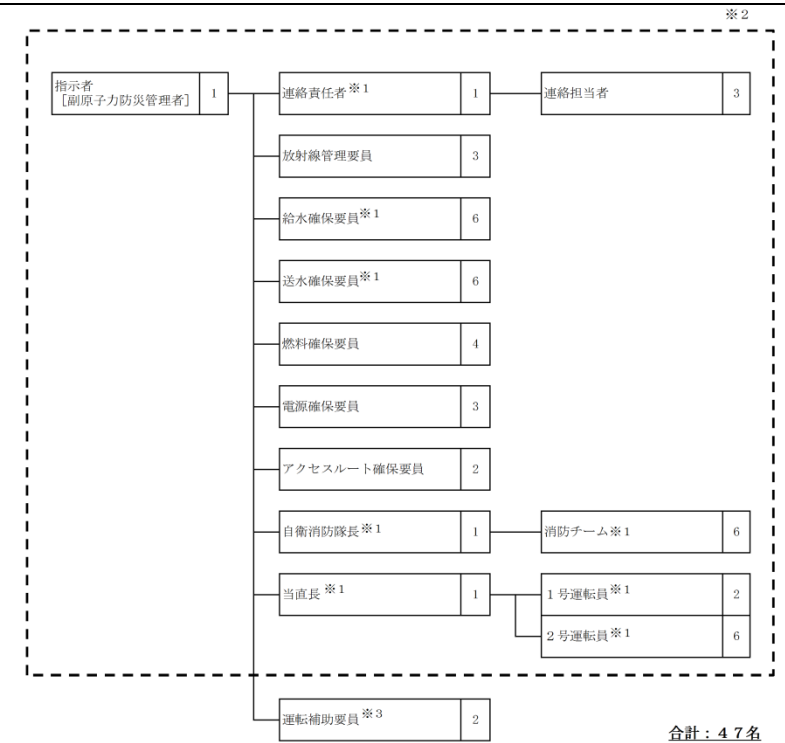 ※2
指示者
[副原子力防災管理者] 1
連絡責任者※1 1
連絡担当者 3
放射線管理要員 3
給水確保要員※1 6
送水確保要員※1 6
燃料確保要員 4
電源確保要員 3
アクセスルート確保要員 2
自衛消防隊長※1 1
消防チーム※1 6
当直長※1 1
1号運転員※1 2
2号運転員※1 6
運転補助要員※3 2
合計:47名